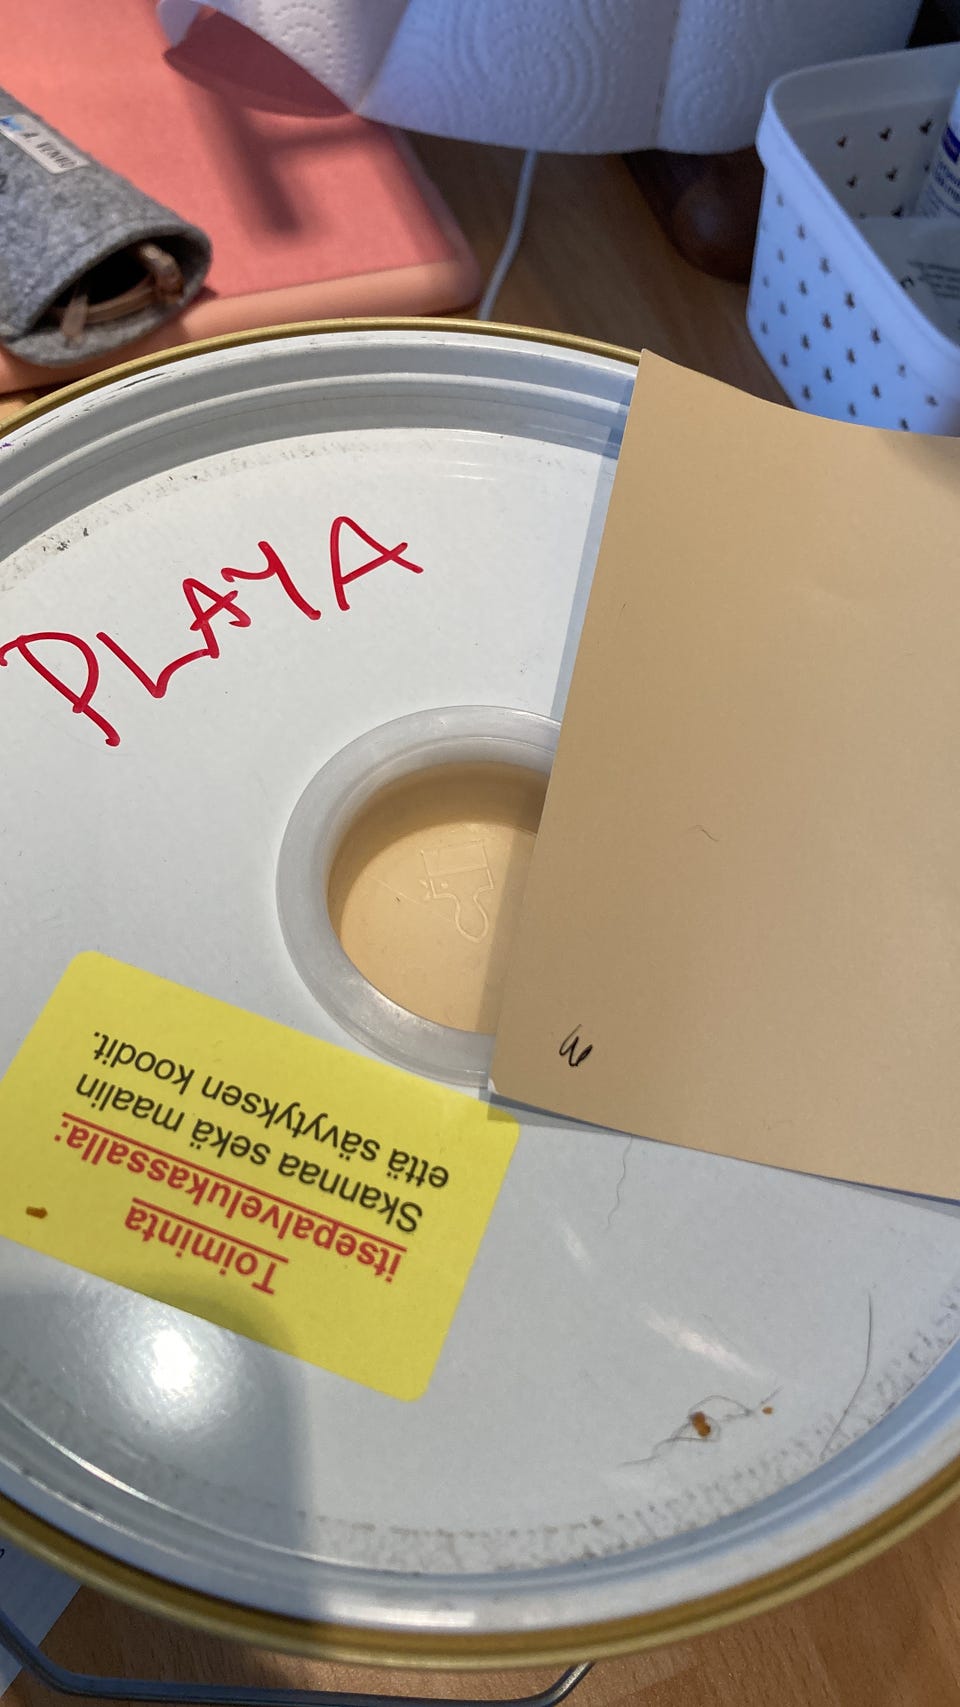 PLAYA
Toiminta
itsepalvelukassalla:
Skannaa sekä maalin
että sävytyksen koodit.